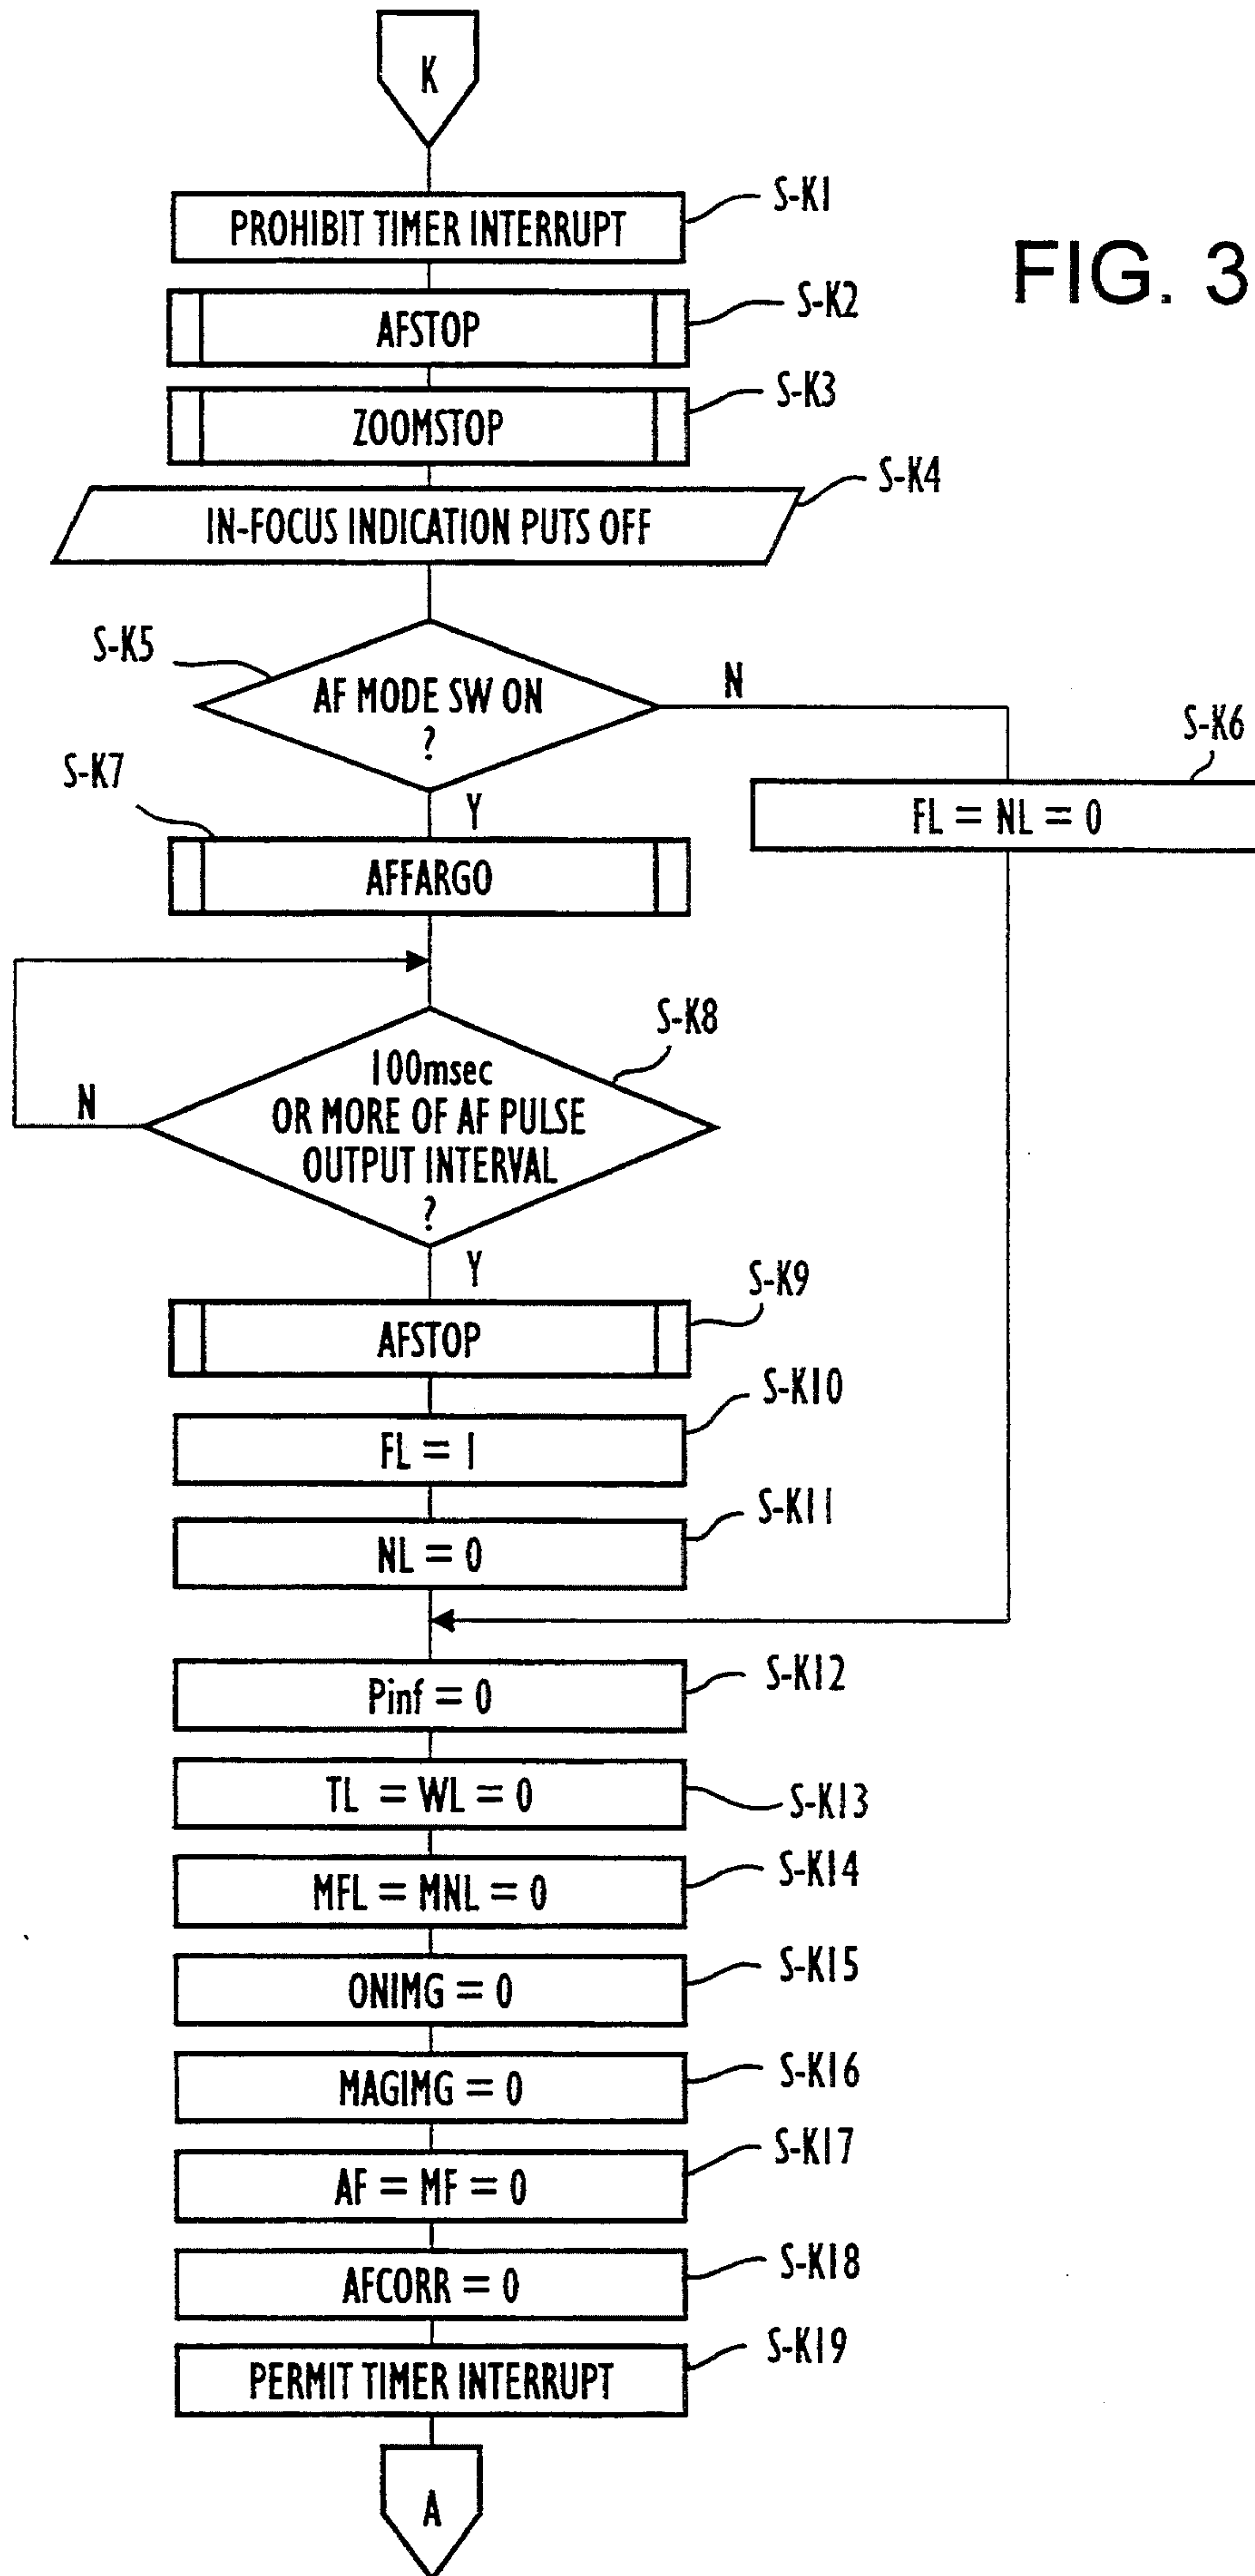 K
PROHIBIT TIMER INTERRUPT
S-K1
FIG. 3
AFSTOP
S-K2
ZOOMSTOP
S-K3
IN-FOCUS INDICATION PUTS OFF
S-K4
S-K5
AF MODE SW ON
?
N
S-K6
FL = NL = 0
S-K7
Y
AFFARGO
S-K8
100msec
OR MORE OF AF PULSE
OUTPUT INTERVAL
?
N
Y
S-K9
AFSTOP
S-K10
FL = 1
S-K11
NL = 0
Pinf = 0
S-K12
TL = WL = 0
S-K13
MFL = MNL = 0
S-K14
ONIMG = 0
S-K15
MAGIMG = 0
S-K16
AF = MF = 0
S-K17
AFCORR = 0
S-K18
PERMIT TIMER INTERRUPT
S-K19
A